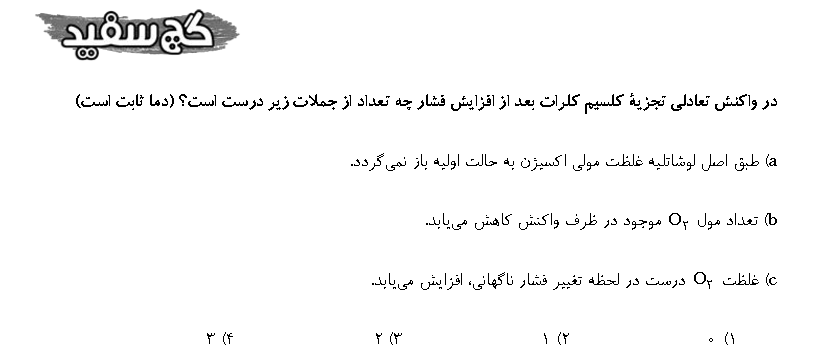 گچ سفید
در واکنش تعادلی تجزیهٔ کلسیم کلرات بعد از افزایش فشار چه تعداد از جملات زیر درست است؟ (دما ثابت است)
a) طبق اصل لوشاتلیه غلظت مولی اکسیژن به حالت اولیه باز نمی‌گردد.
b) تعداد مول O₂ موجود در ظرف واکنش کاهش می‌یابد.
c) غلظت O₂ درست در لحظه تغییر فشار ناگهانی، افزایش می‌یابد.
۱) ۰ ۲) ۱ ۳) ۲ ۴) ۳